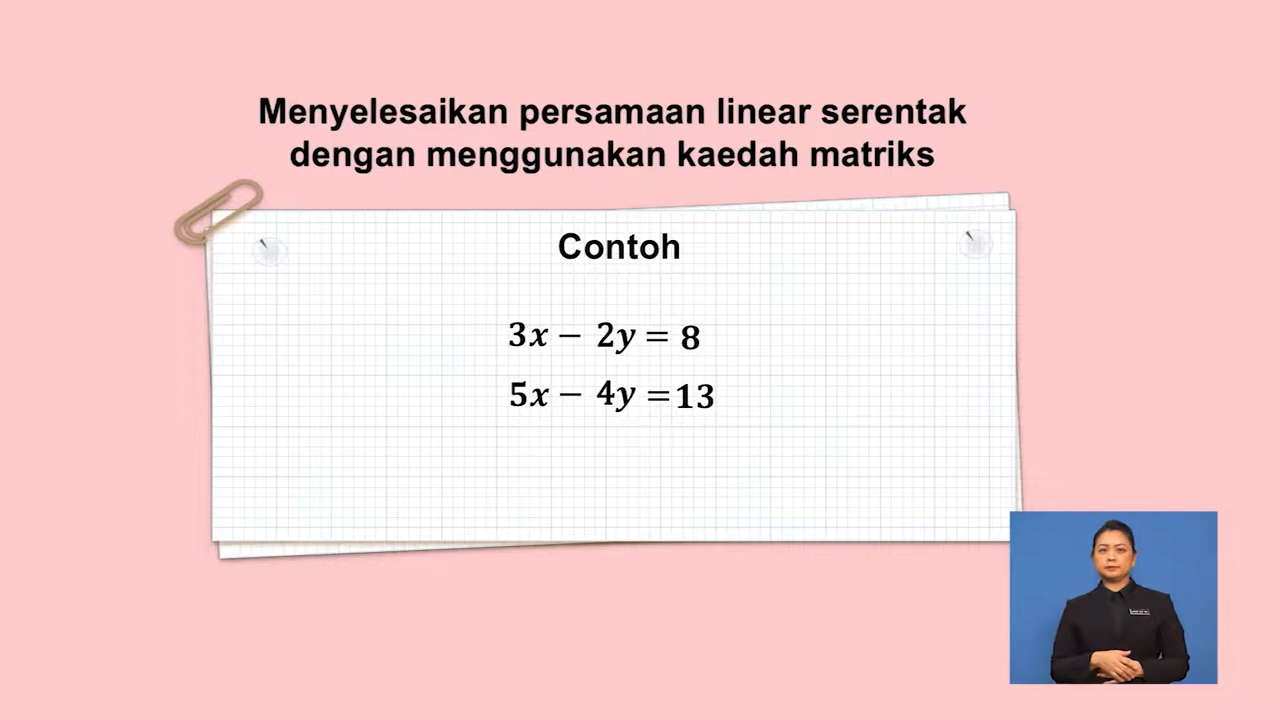 Menyelesaikan persamaan linear serentak
dengan menggunakan kaedah matriks
Contoh
3x − 2y = 8
5x − 4y =13